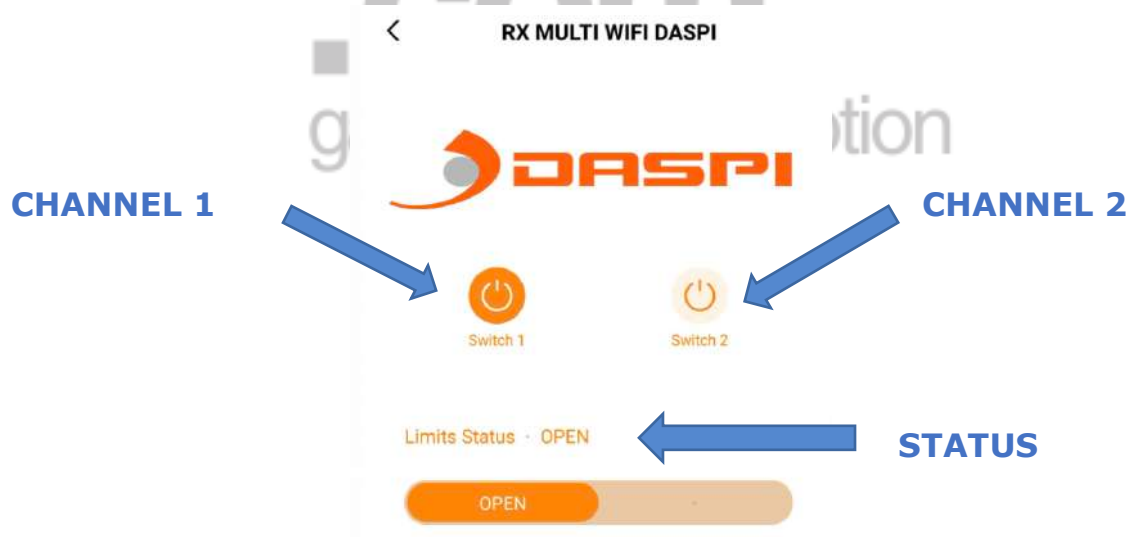 RX MULTI WIFI DASPI
DASPI
CHANNEL 1
CHANNEL 2
Switch 1
Switch 2
Limits Status · OPEN
STATUS
OPEN